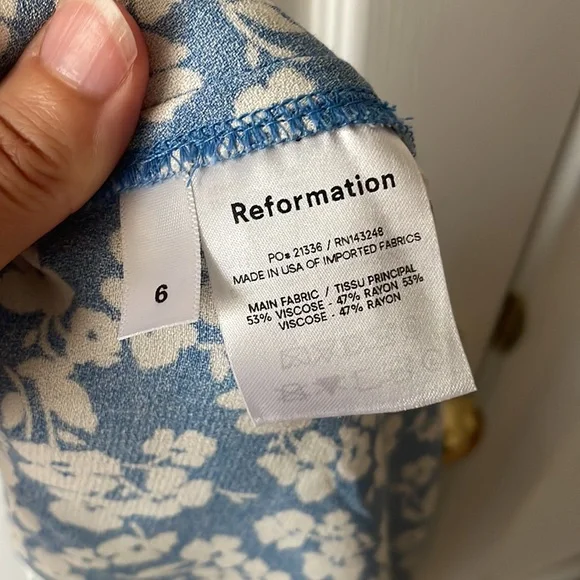 Reformation
PO# 21336 / RN143248
MADE IN USA OF IMPORTED FABRICS
MAIN FABRIC / TISSU PRINCIPAL
53% VISCOSE - 47% RAYON 53%
VISCOSE - 47% RAYON
6